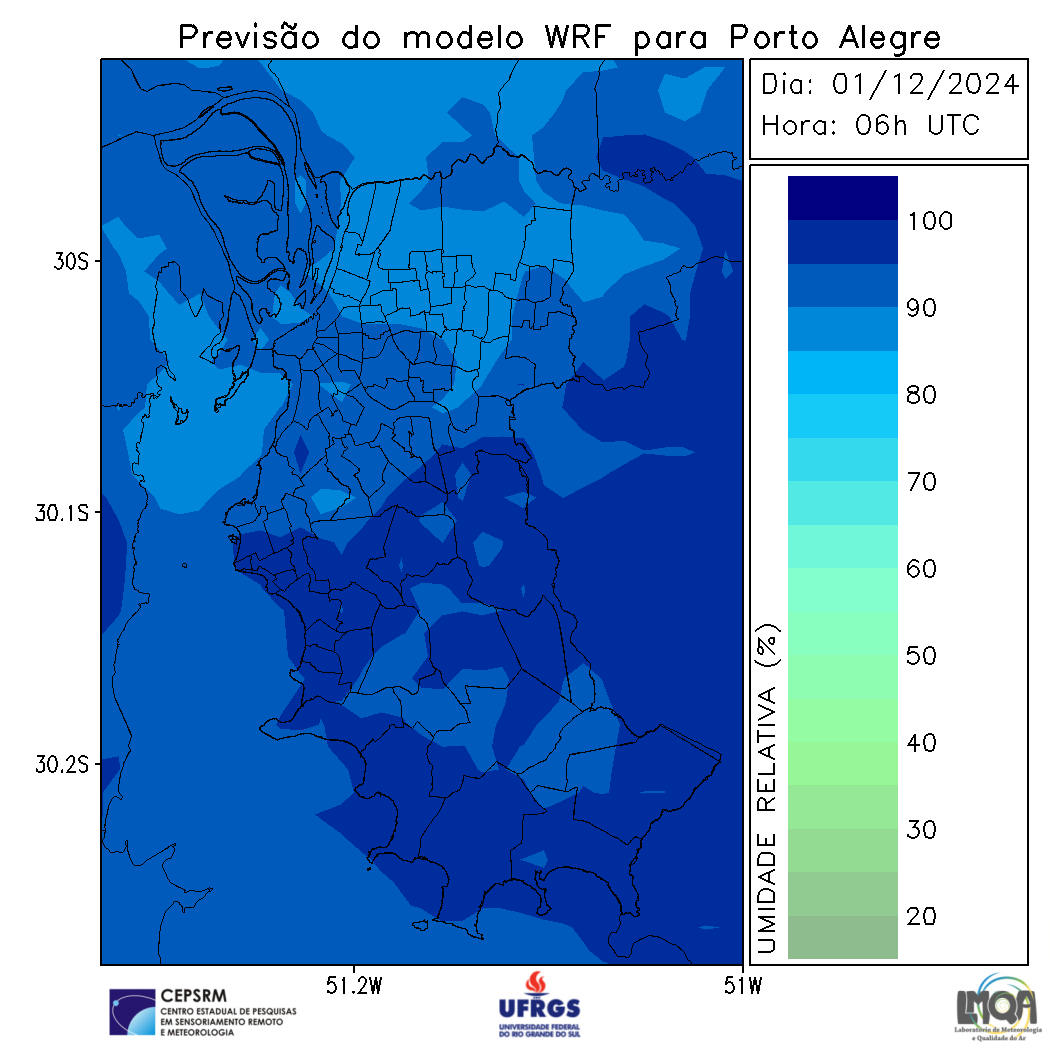 Previsão do modelo WRF para Porto Alegre
Dia: 01/12/2024
Hora: 06h UTC
100
90
80
70
60
50
40
30
20
UMIDADE RELATIVA (%)
30S
30.1S
30.2S
51.2W
51W
CEPSRM
CENTRO ESTADUAL DE PESQUISAS
EM SENSORIAMENTO REMOTO
E METEOROLOGIA
UFRGS
UNIVERSIDADE FEDERAL
DO RIO GRANDE DO SUL
LMQA
Laboratório de Meteorologia
e Qualidade do Ar